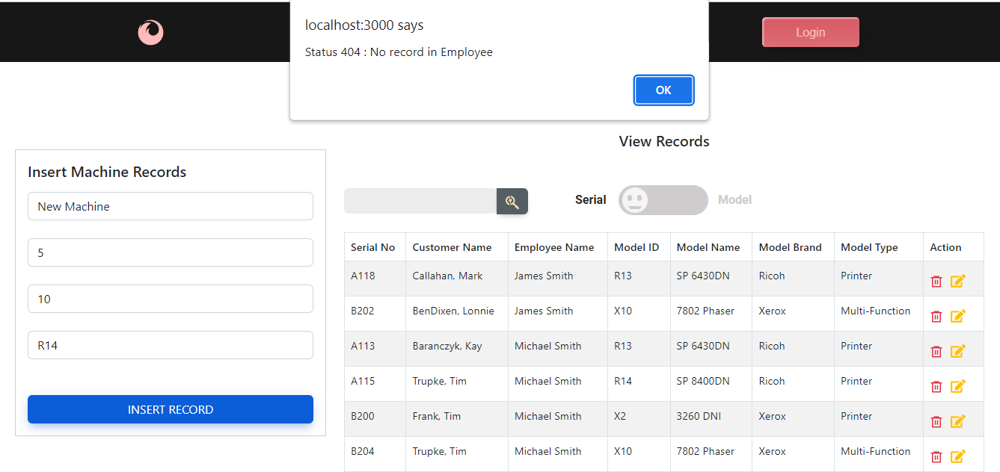 localhost:3000 says
Status 404 : No record in Employee
OK
Login
View Records
Insert Machine Records
New Machine
5
10
R14
INSERT RECORD
Serial
Model
Serial No Customer Name Employee Name Model ID Model Name Model Brand Model Type Action
A118 Callahan, Mark James Smith R13 SP 6430DN Ricoh Printer
B202 BenDixen, Lonnie James Smith X10 7802 Phaser Xerox Multi-Function
A113 Baranczyk, Kay Michael Smith R13 SP 6430DN Ricoh Printer
A115 Trupke, Tim Michael Smith R14 SP 8400DN Ricoh Printer
B200 Frank, Tim Michael Smith X2 3260 DNI Xerox Printer
B204 Trupke, Tim Michael Smith X10 7802 Phaser Xerox Multi-Function